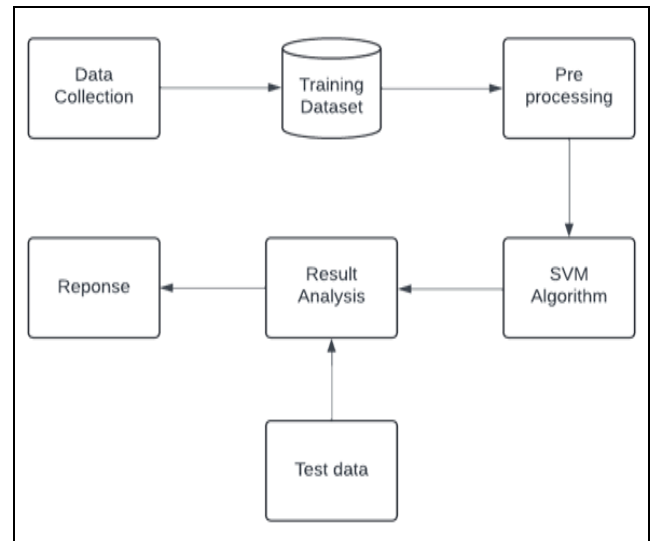 Data
Collection
Training
Dataset
Pre
processing
Reponse
Result
Analysis
SVM
Algorithm
Test data